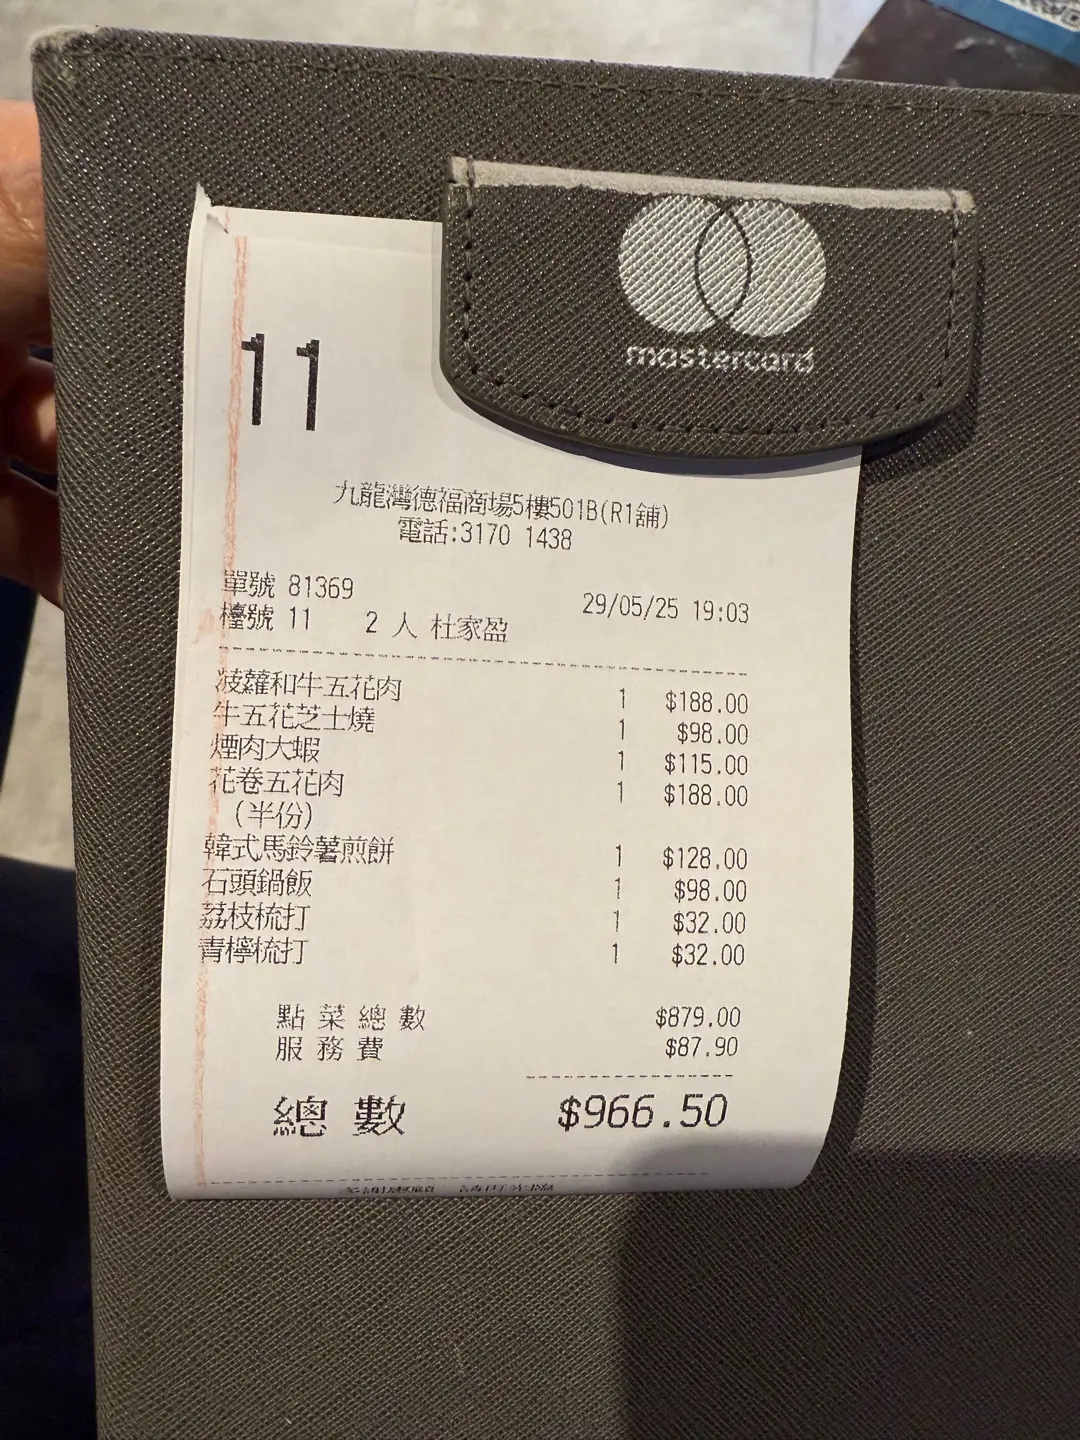 mastercard
11
九龍灣德福商場5樓501B(R1舖)
電話:3170 1438
單號 81369 29/05/25 19:03
檯號 11 2 人 杜家盈
菠蘿和牛五花肉 1 $188.00
牛五花芝士燒 1 $98.00
煙肉大蝦 1 $115.00
花卷五花肉 1 $188.00
(半份)
韓式馬鈴薯煎餅 1 $128.00
石頭鍋飯 1 $98.00
荔枝梳打 1 $32.00
青檸梳打 1 $32.00
點菜總數 $879.00
服務費 $87.90
總數 $966.50